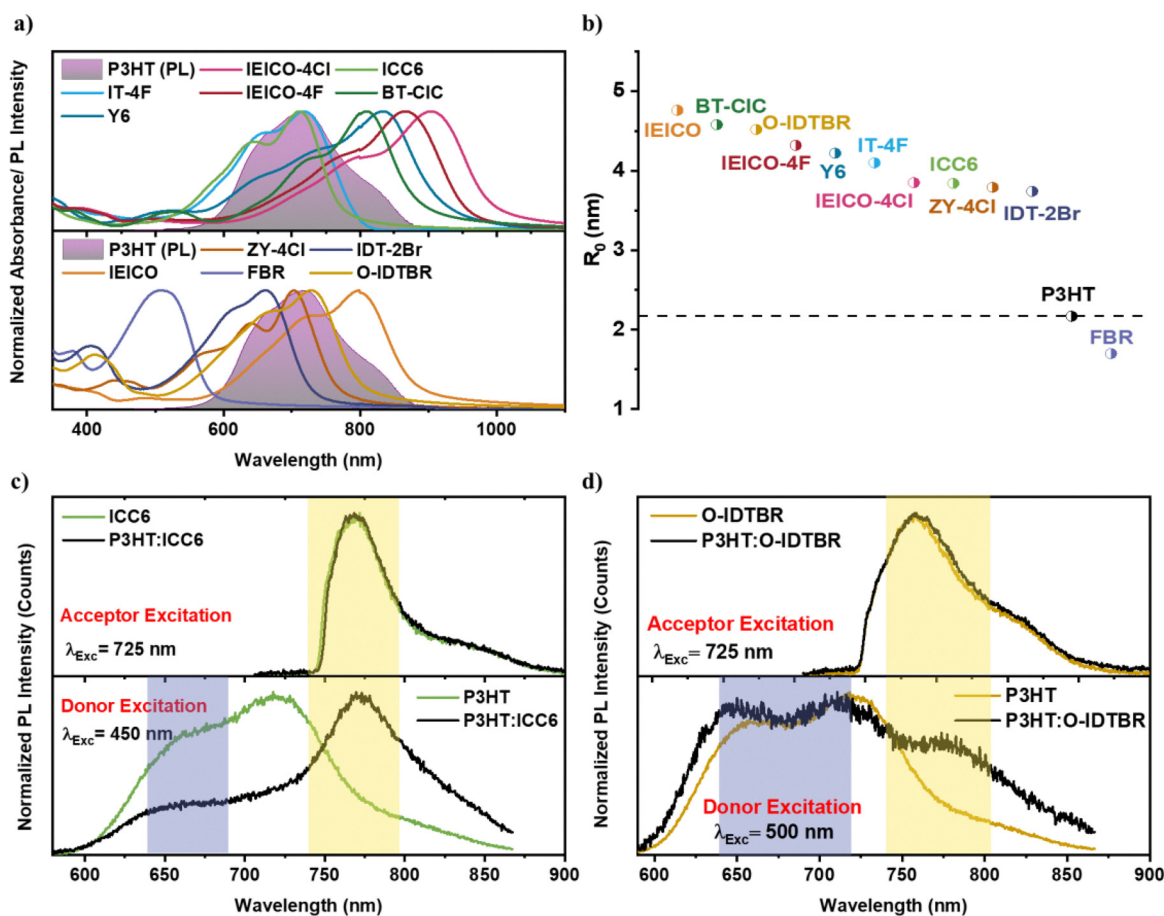 a)
Normalized Absorbance/ PL Intensity
P3HT (PL) IEICO-4Cl ICC6
IT-4F IEICO-4F BT-ClC
Y6
P3HT (PL) ZY-4Cl IDT-2Br
IEICO FBR O-IDTBR
400 600 800 1000
Wavelength (nm)
b)
R0 (nm)
5
4
3
2
1
IEICO
BT-ClC
O-IDTBR
IEICO-4F
Y6
IT-4F
IEICO-4Cl
ICC6
ZY-4Cl
IDT-2Br
P3HT
FBR
c)
Normalized PL Intensity (Counts)
ICC6
P3HT:ICC6
Acceptor Excitation
λExc= 725 nm
Donor Excitation
λExc= 450 nm
P3HT
P3HT:ICC6
600 650 700 750 800 850 900
Wavelength (nm)
d)
Normalized PL Intensity (Counts)
O-IDTBR
P3HT:O-IDTBR
Acceptor Excitation
λExc= 725 nm
P3HT
P3HT:O-IDTBR
Donor Excitation
λExc= 500 nm
600 650 700 750 800 850 900
Wavelength (nm)